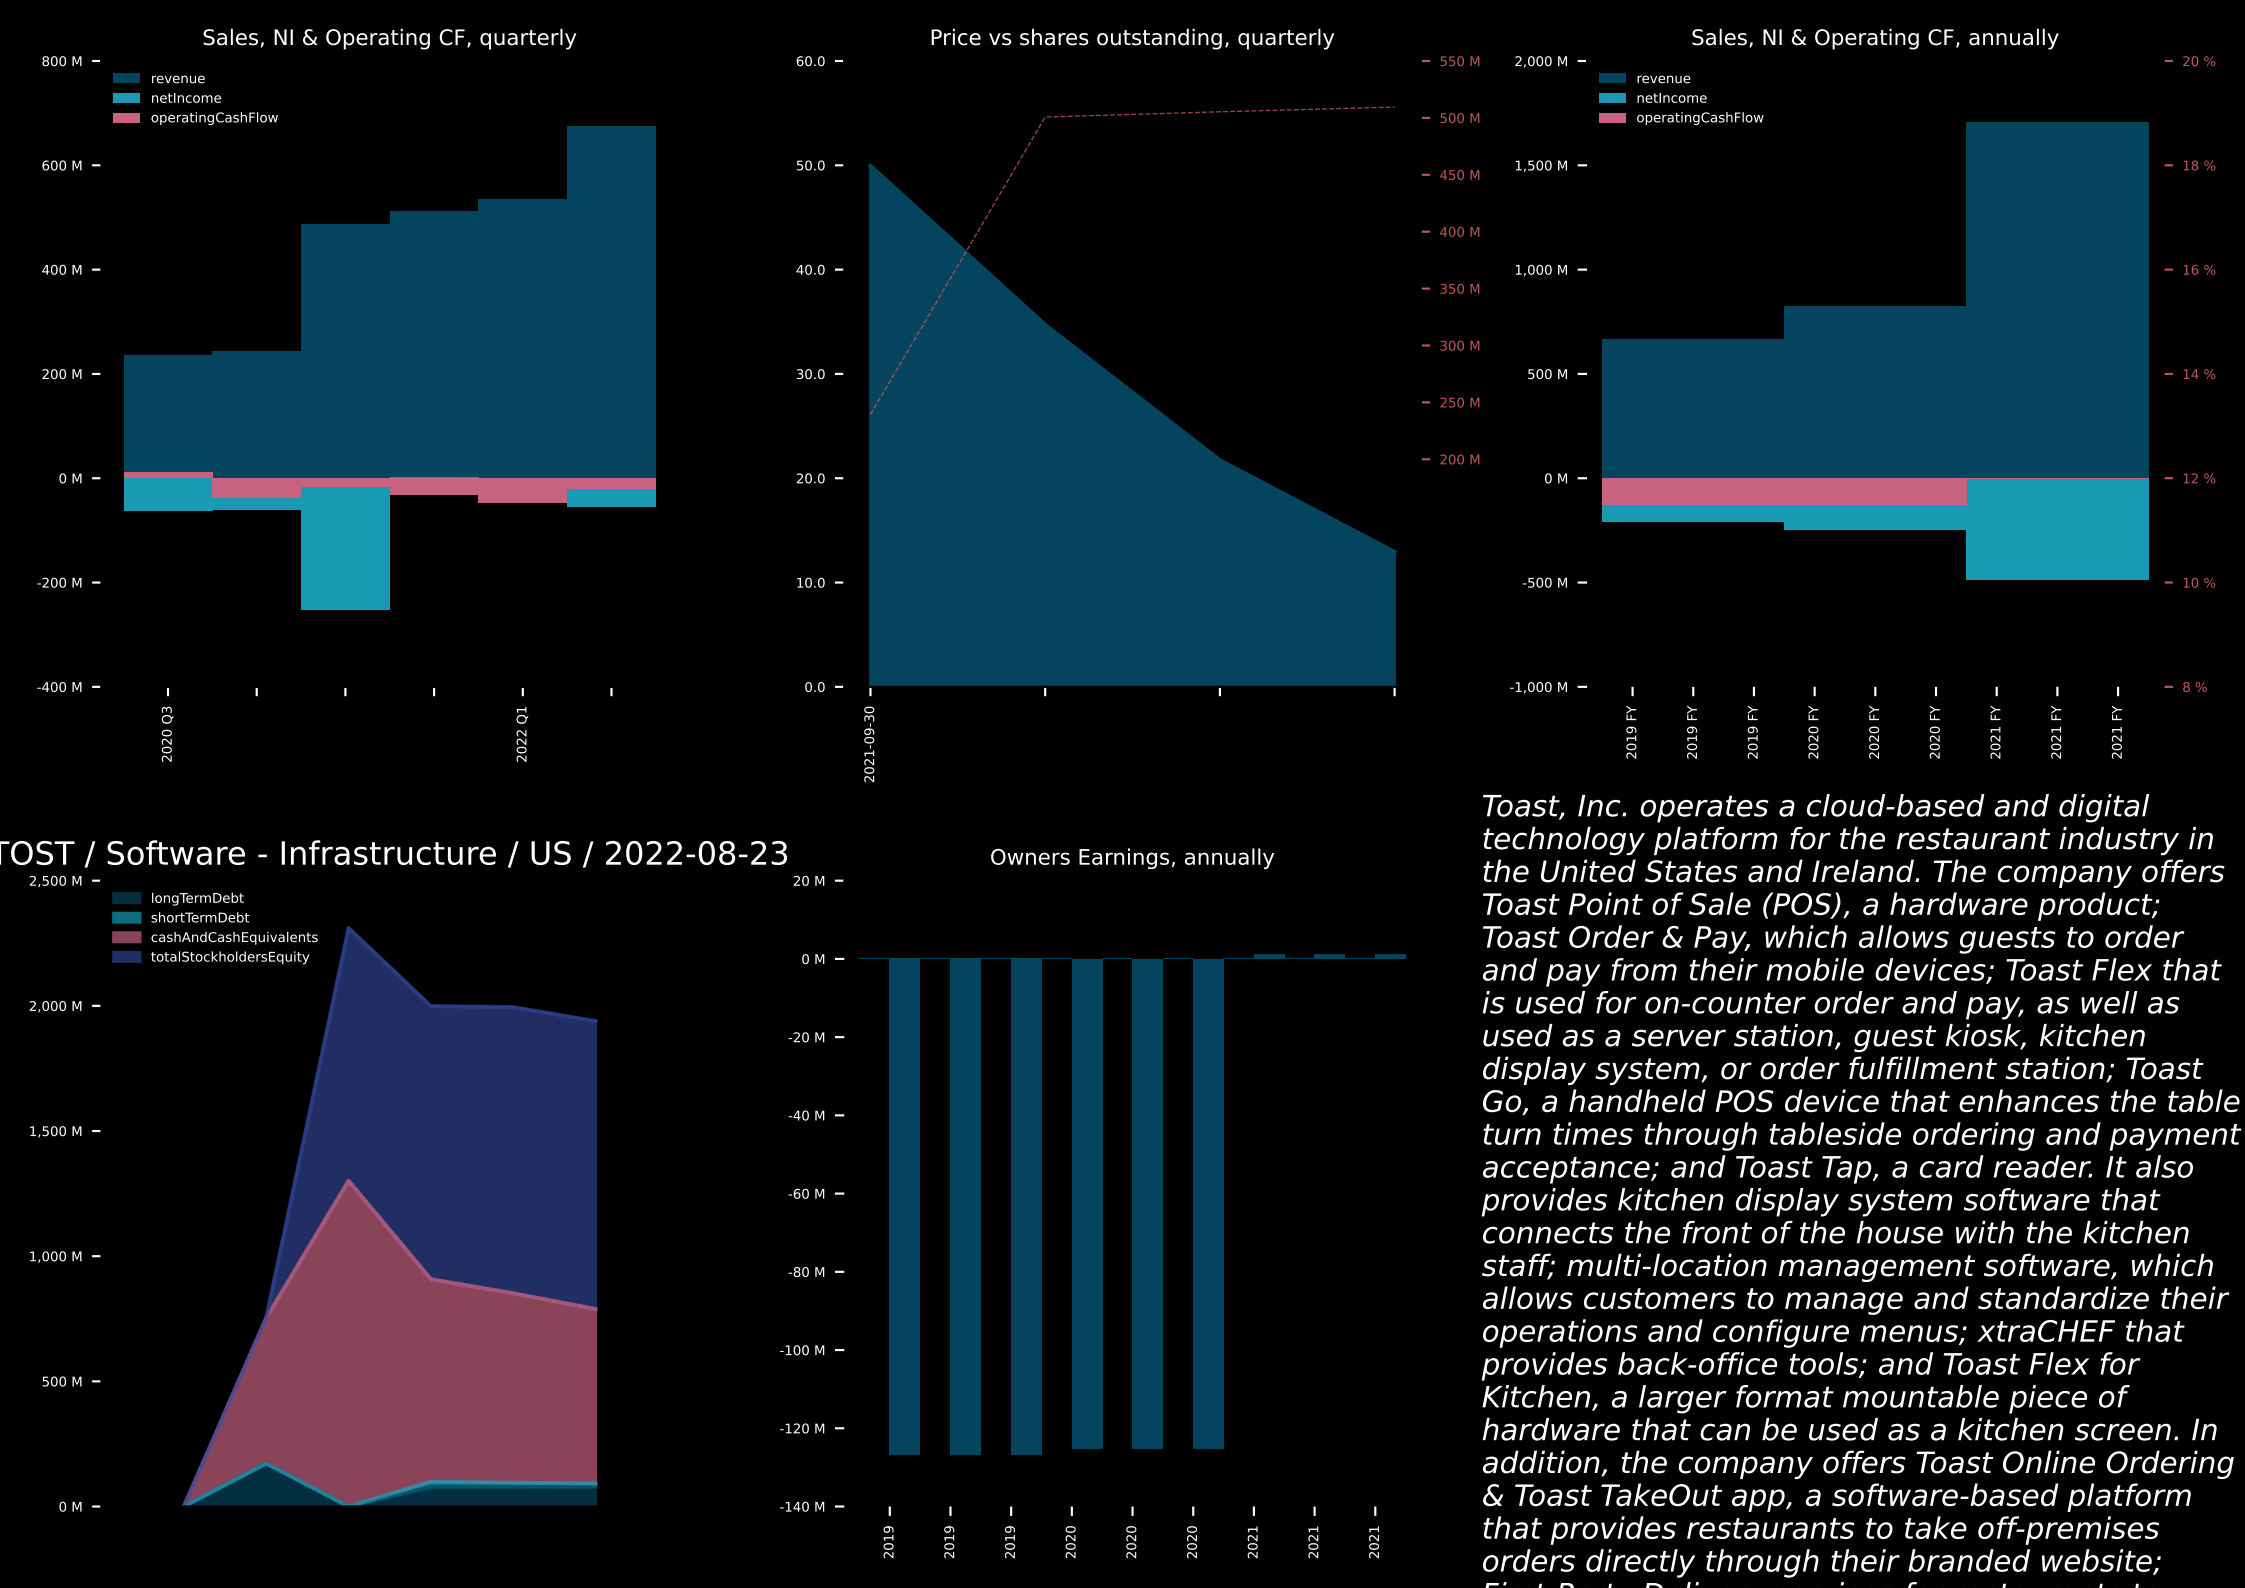 Sales, NI & Operating CF, quarterly
800 M
600 M
400 M
200 M
0 M
-200 M
-400 M
revenue
netIncome
operatingCashFlow
2020 Q3
2022 Q1
Price vs shares outstanding, quarterly
60.0
50.0
40.0
30.0
20.0
10.0
0.0
550 M
500 M
450 M
400 M
350 M
300 M
250 M
200 M
2021-09-30
Sales, NI & Operating CF, annually
2,000 M
1,500 M
1,000 M
500 M
0 M
-500 M
-1,000 M
revenue
netIncome
operatingCashFlow
20 %
18 %
16 %
14 %
12 %
10 %
8 %
2019 FY
2019 FY
2019 FY
2020 FY
2020 FY
2020 FY
2021 FY
2021 FY
2021 FY
TOST / Software - Infrastructure / US / 2022-08-23
2,500 M
2,000 M
1,500 M
1,000 M
500 M
0 M
longTermDebt
shortTermDebt
cashAndCashEquivalents
totalStockholdersEquity
Owners Earnings, annually
20 M
0 M
-20 M
-40 M
-60 M
-80 M
-100 M
-120 M
-140 M
2019
2019
2019
2020
2020
2020
2021
2021
2021
Toast, Inc. operates a cloud-based and digital
technology platform for the restaurant industry in
the United States and Ireland. The company offers
Toast Point of Sale (POS), a hardware product;
Toast Order & Pay, which allows guests to order
and pay from their mobile devices; Toast Flex that
is used for on-counter order and pay, as well as
used as a server station, guest kiosk, kitchen
display system, or order fulfillment station; Toast
Go, a handheld POS device that enhances the table
turn times through tableside ordering and payment
acceptance; and Toast Tap, a card reader. It also
provides kitchen display system software that
connects the front of the house with the kitchen
staff; multi-location management software, which
allows customers to manage and standardize their
operations and configure menus; xtraCHEF that
provides back-office tools; and Toast Flex for
Kitchen, a larger format mountable piece of
hardware that can be used as a kitchen screen. In
addition, the company offers Toast Online Ordering
& Toast TakeOut app, a software-based platform
that provides restaurants to take off-premises
orders directly through their branded website;